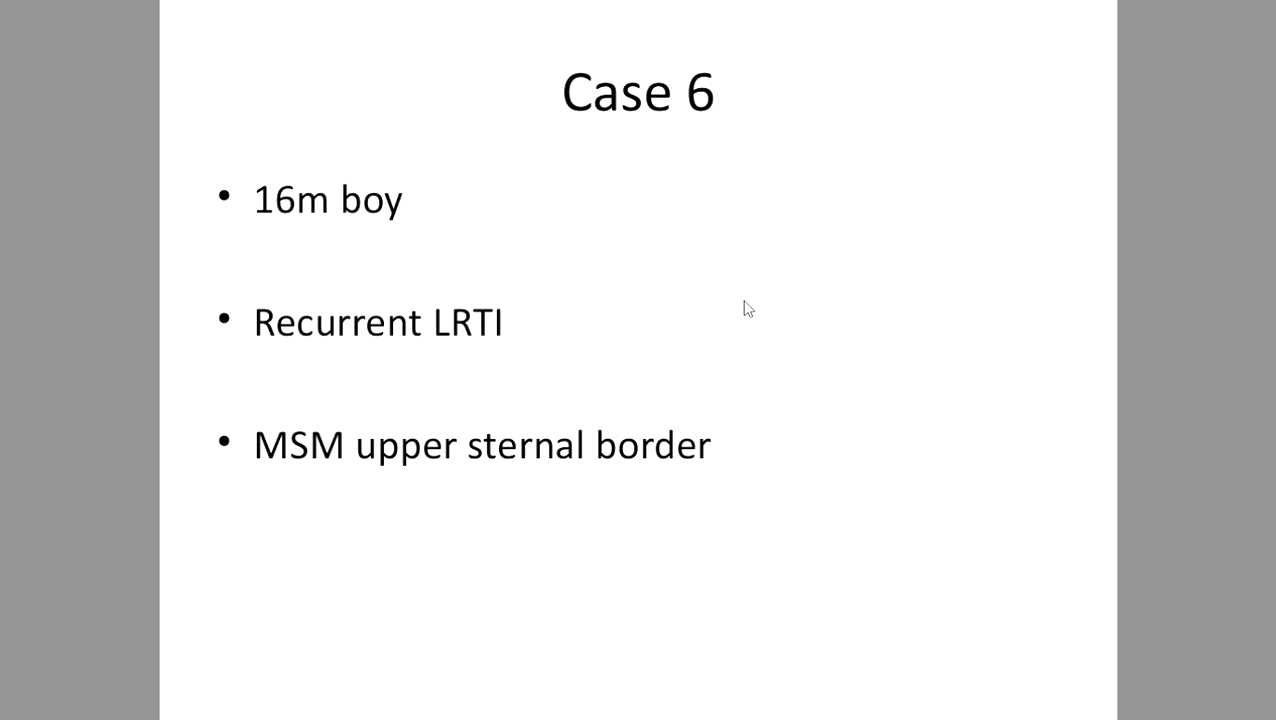 Case 6
• 16m boy
• Recurrent LRTI
• MSM upper sternal border